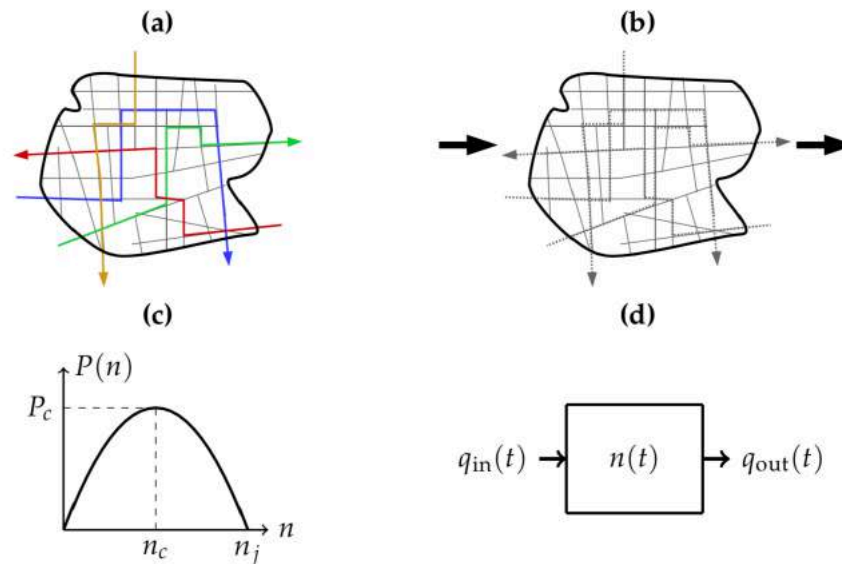 (a)
(b)
(c)
(d)
P(n)
P_c
n_c
n_j
n
q_in(t)
n(t)
q_out(t)